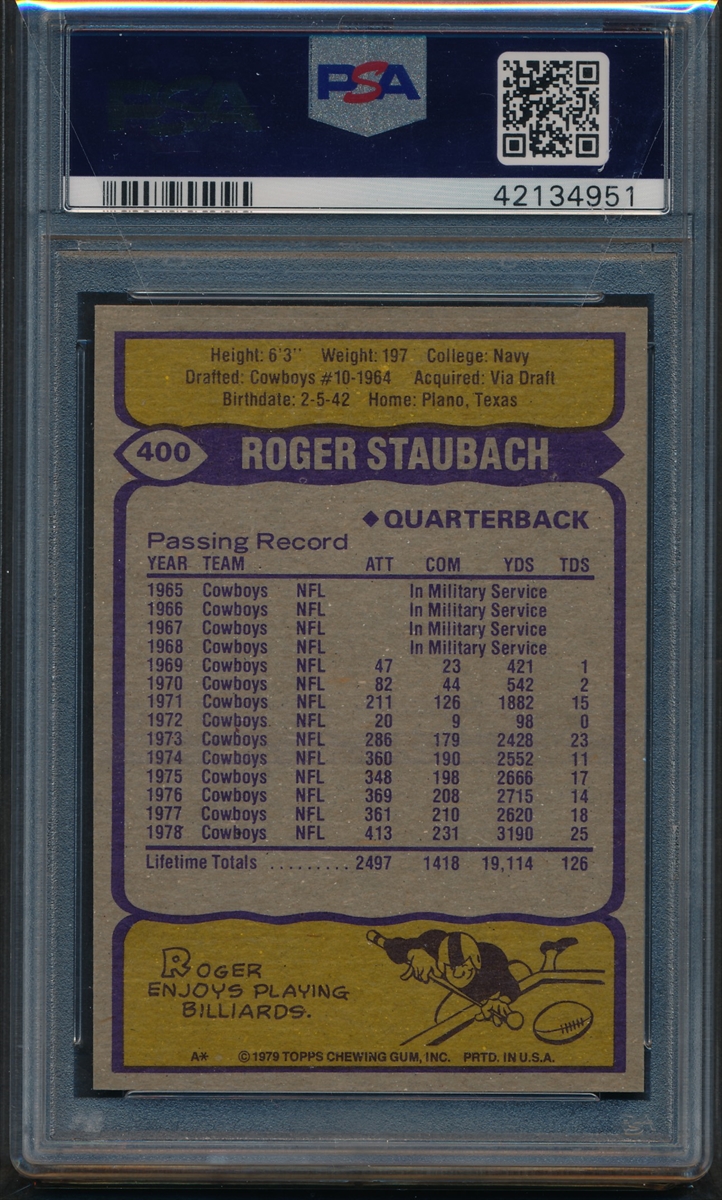 PSA
42134951
Height: 6'3'' Weight: 197 College: Navy
Drafted: Cowboys #10-1964 Acquired: Via Draft
Birthdate: 2-5-42 Home: Plano, Texas
400 ROGER STAUBACH
◆QUARTERBACK
Passing Record
YEAR TEAM ATT COM YDS TDS
1965 Cowboys NFL In Military Service
1966 Cowboys NFL In Military Service
1967 Cowboys NFL In Military Service
1968 Cowboys NFL In Military Service
1969 Cowboys NFL 47 23 421 1
1970 Cowboys NFL 82 44 542 2
1971 Cowboys NFL 211 126 1882 15
1972 Cowboys NFL 20 9 98 0
1973 Cowboys NFL 286 179 2428 23
1974 Cowboys NFL 360 190 2552 11
1975 Cowboys NFL 348 198 2666 17
1976 Cowboys NFL 369 208 2715 14
1977 Cowboys NFL 361 210 2620 18
1978 Cowboys NFL 413 231 3190 25
Lifetime Totals ......... 2497 1418 19,114 126
ROGER
ENJOYS PLAYING
BILLIARDS.
A* ©1979 TOPPS CHEWING GUM, INC. PRTD. IN U.S.A.